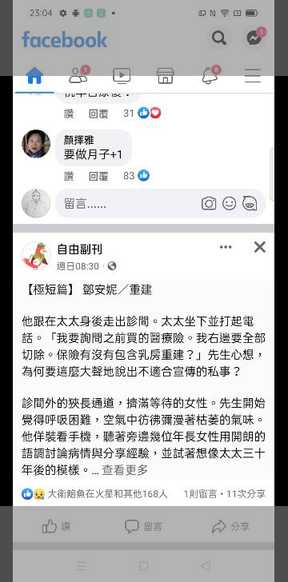 23:04
facebook
讚 回覆 31
顏擇雅
要做月子+1
讚 回覆 83
留言......
自由副刊
週日08:30
【極短篇】 鄧安妮／重建
他跟在太太身後走出診間。太太坐下並打起電
話。「我要詢問之前買的醫療險。我右邊要全部
切除。保險有沒有包含乳房重建？」先生心想，
為何要這麼大聲地說出不適合宣傳的私事？
診間外的狹長通道，擠滿等待的女性。先生開始
覺得呼吸困難，空氣中彷彿瀰漫著枯萎的氣味。
他佯裝看手機，聽著旁邊幾位年長女性用開朗的
語調討論病情與分享經驗，並試著想像太太三十
年後的模樣。... 查看更多
大衛鮑魚在火星和其他168人 1則留言・11次分享
讚 留言 分享